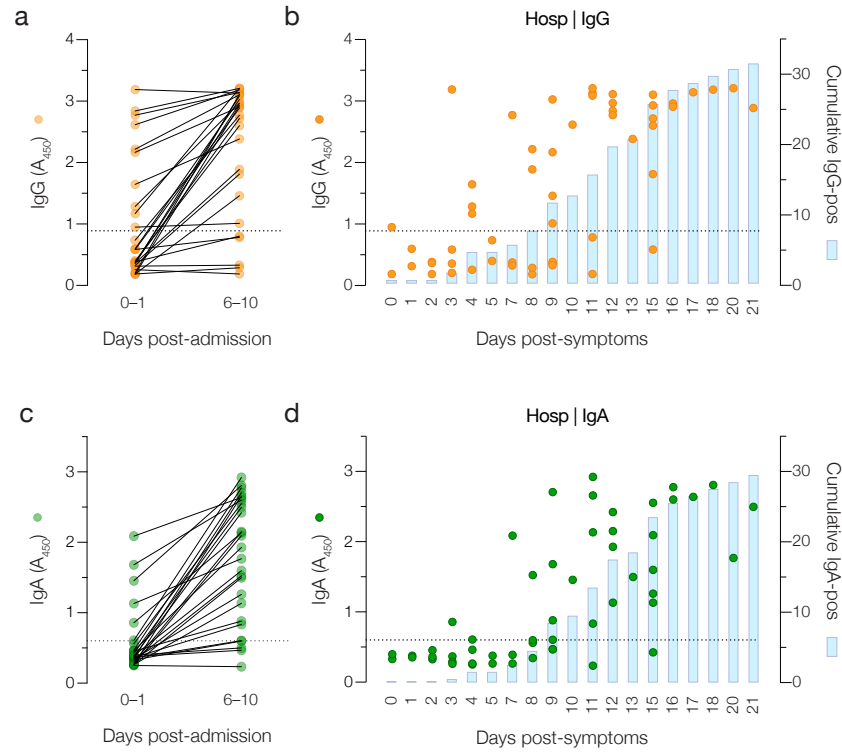 a
IgG (A450)
4
3
2
1
0
0–1
6–10
Days post-admission
b
Hosp | IgG
IgG (A450)
4
3
2
1
0
0 1 2 3 4 5 7 8 9 10 11 12 13 15 16 17 18 20 21
Days post-symptoms
30
20
10
0
Cumulative IgG-pos
c
IgA (A450)
3
2
1
0
0–1
6–10
Days post-admission
d
Hosp | IgA
IgA (A450)
3
2
1
0
0 1 2 3 4 5 7 8 9 10 11 12 13 15 16 17 18 20 21
Days post-symptoms
30
20
10
0
Cumulative IgA-pos